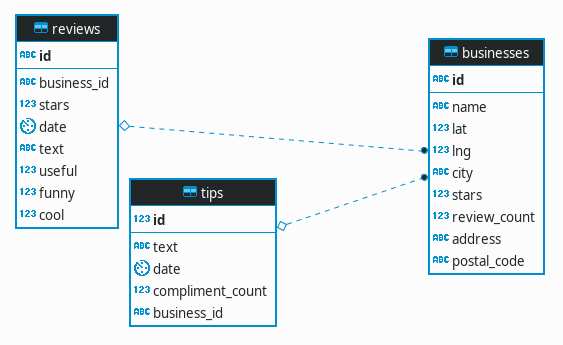 reviews
ABC id
ABC business_id
123 stars
date
ABC text
123 useful
123 funny
123 cool
tips
123 id
ABC text
date
123 compliment_count
ABC business_id
businesses
ABC id
ABC name
123 lat
123 lng
ABC city
123 stars
123 review_count
ABC address
ABC postal_code